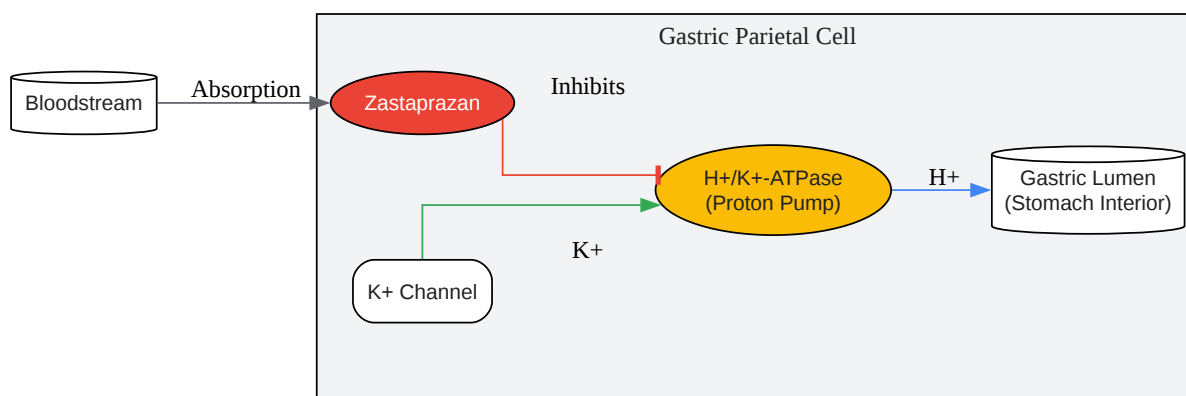 Gastric Parietal Cell
Bloodstream
Absorption
Zastaprazan
Inhibits
H+/K+-ATPase
(Proton Pump)
H+
Gastric Lumen
(Stomach Interior)
K+
K+ Channel